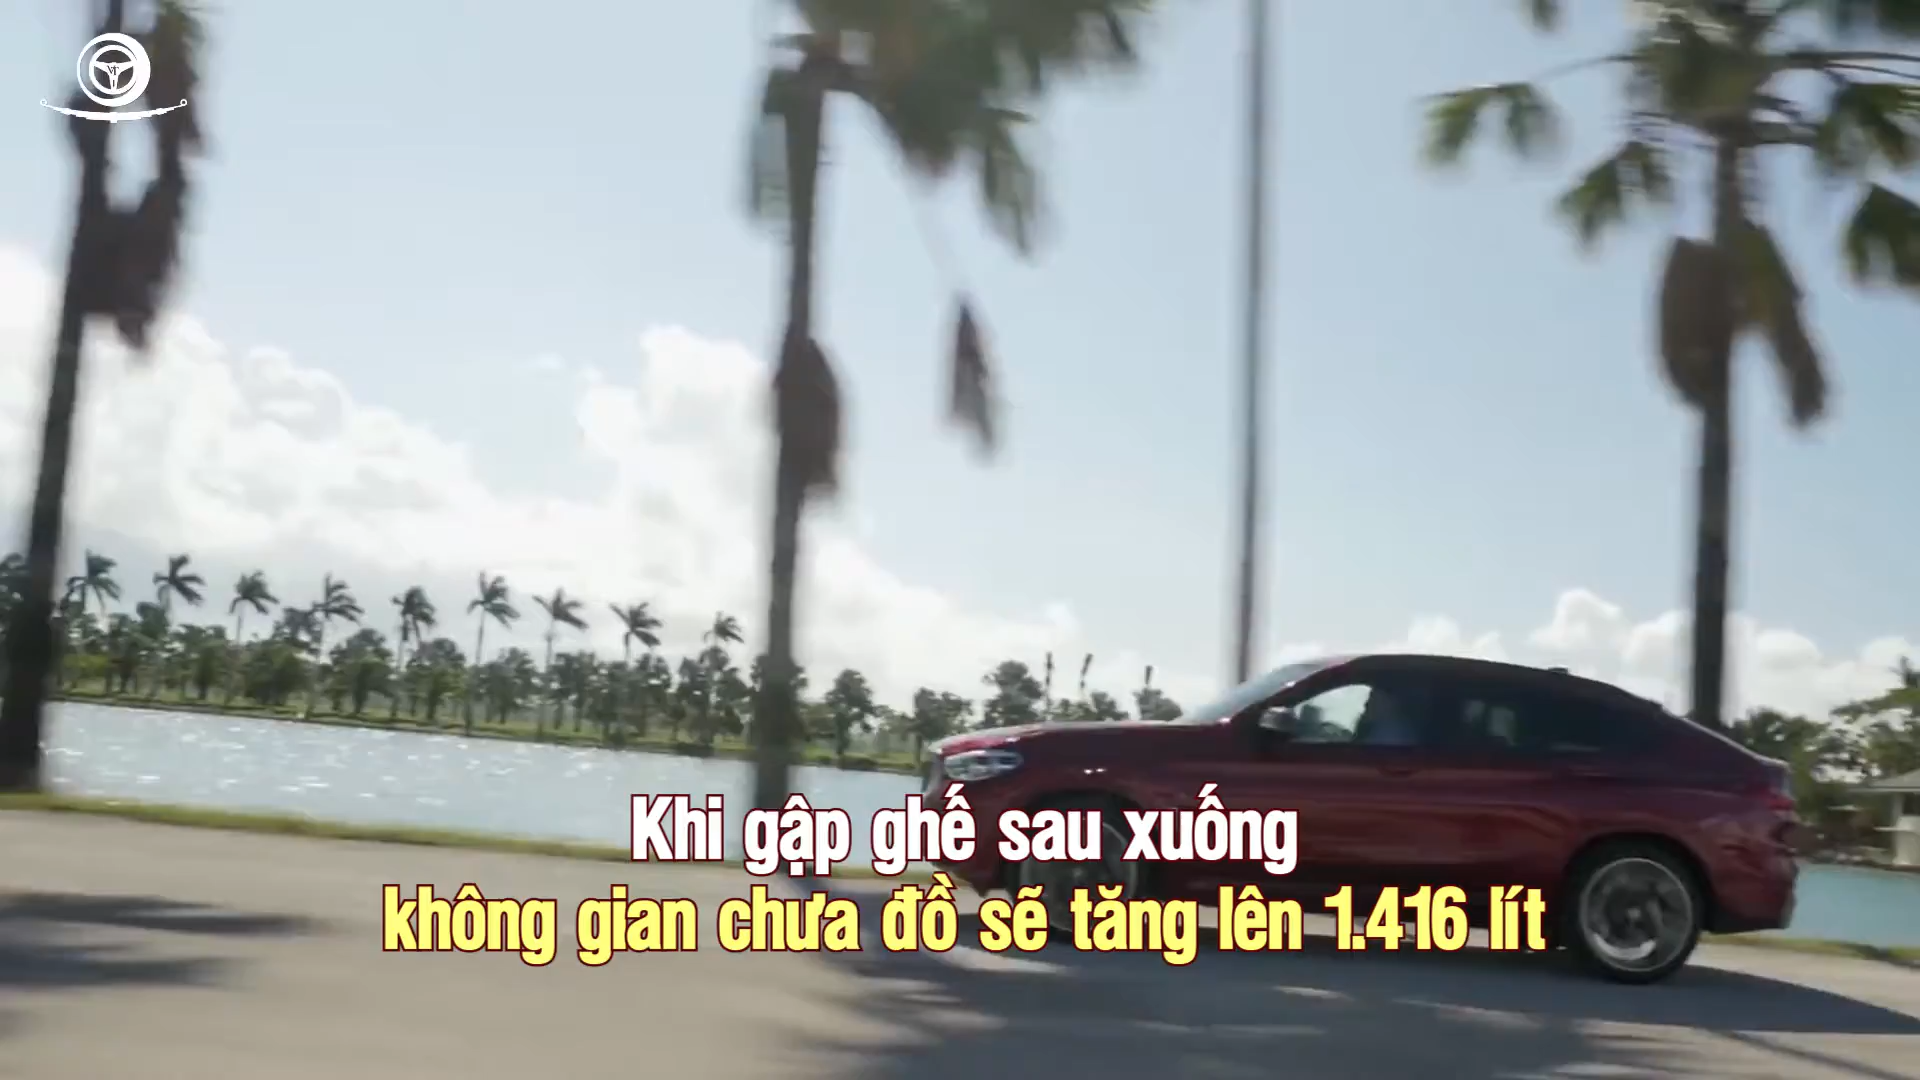 Khi gập ghế sau xuống
không gian chưa đồ sẽ tăng lên 1.416 lít